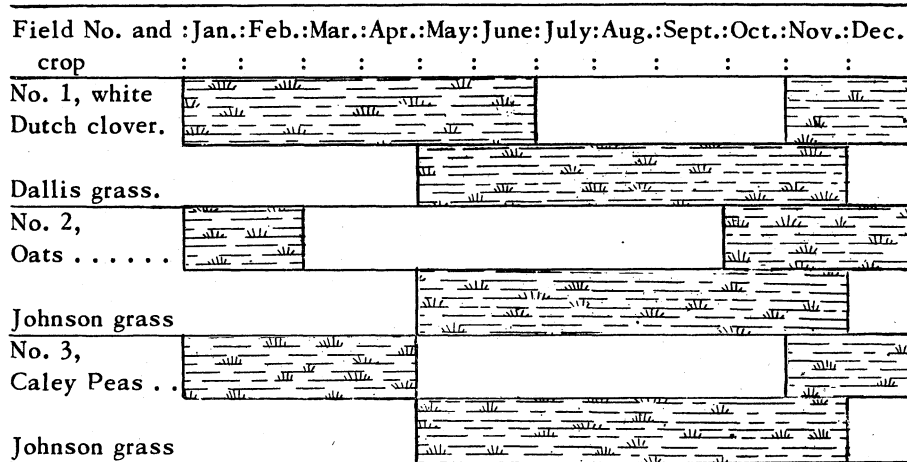 Field No. and :Jan.:Feb.:Mar.:Apr.:May:June:July:Aug.:Sept.:Oct.:Nov.:Dec.
crop : : : : : : : : : : : :
No. 1, white
Dutch clover.
Dallis grass.
No. 2,
Oats . . . . . .
Johnson grass
No. 3,
Caley Peas . .
Johnson grass